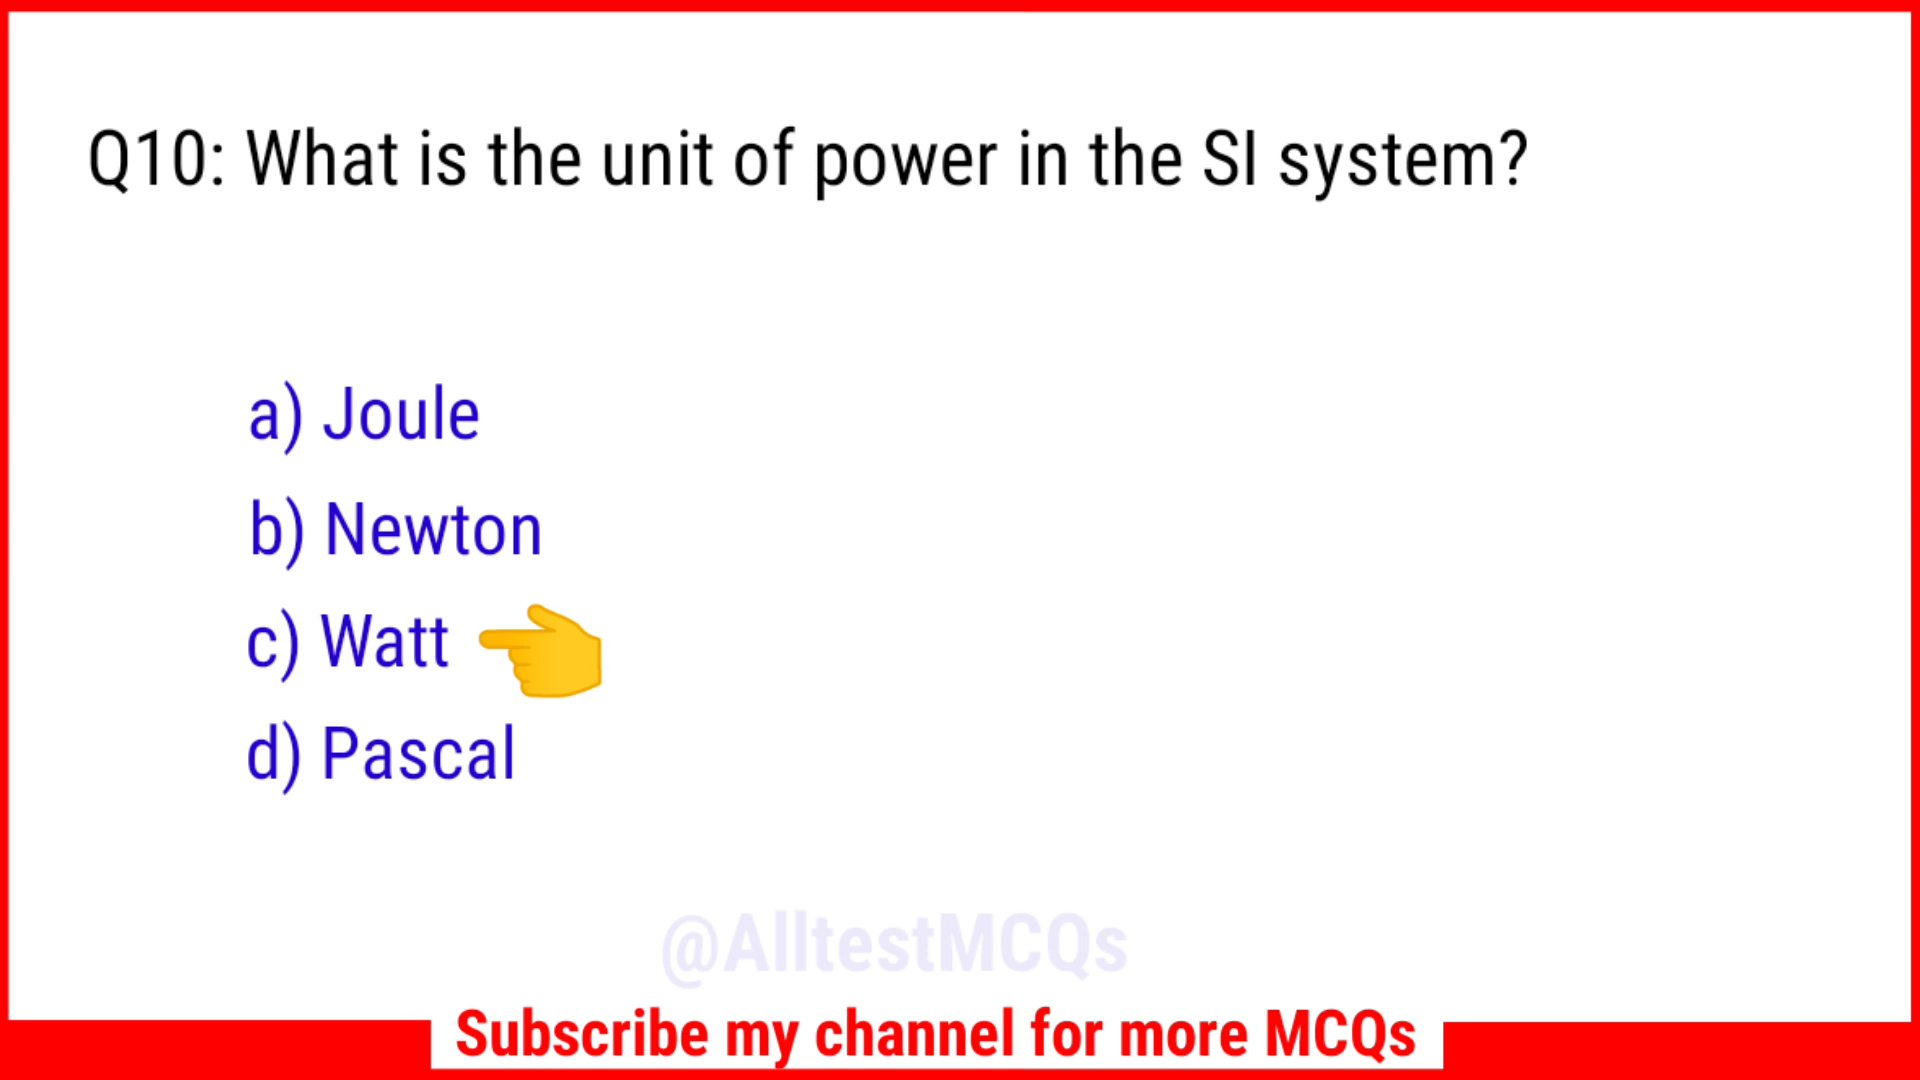 Q10: What is the unit of power in the SI system?
a) Joule
b) Newton
c) Watt
d) Pascal
@AlltestMCQs
Subscribe my channel for more MCQs